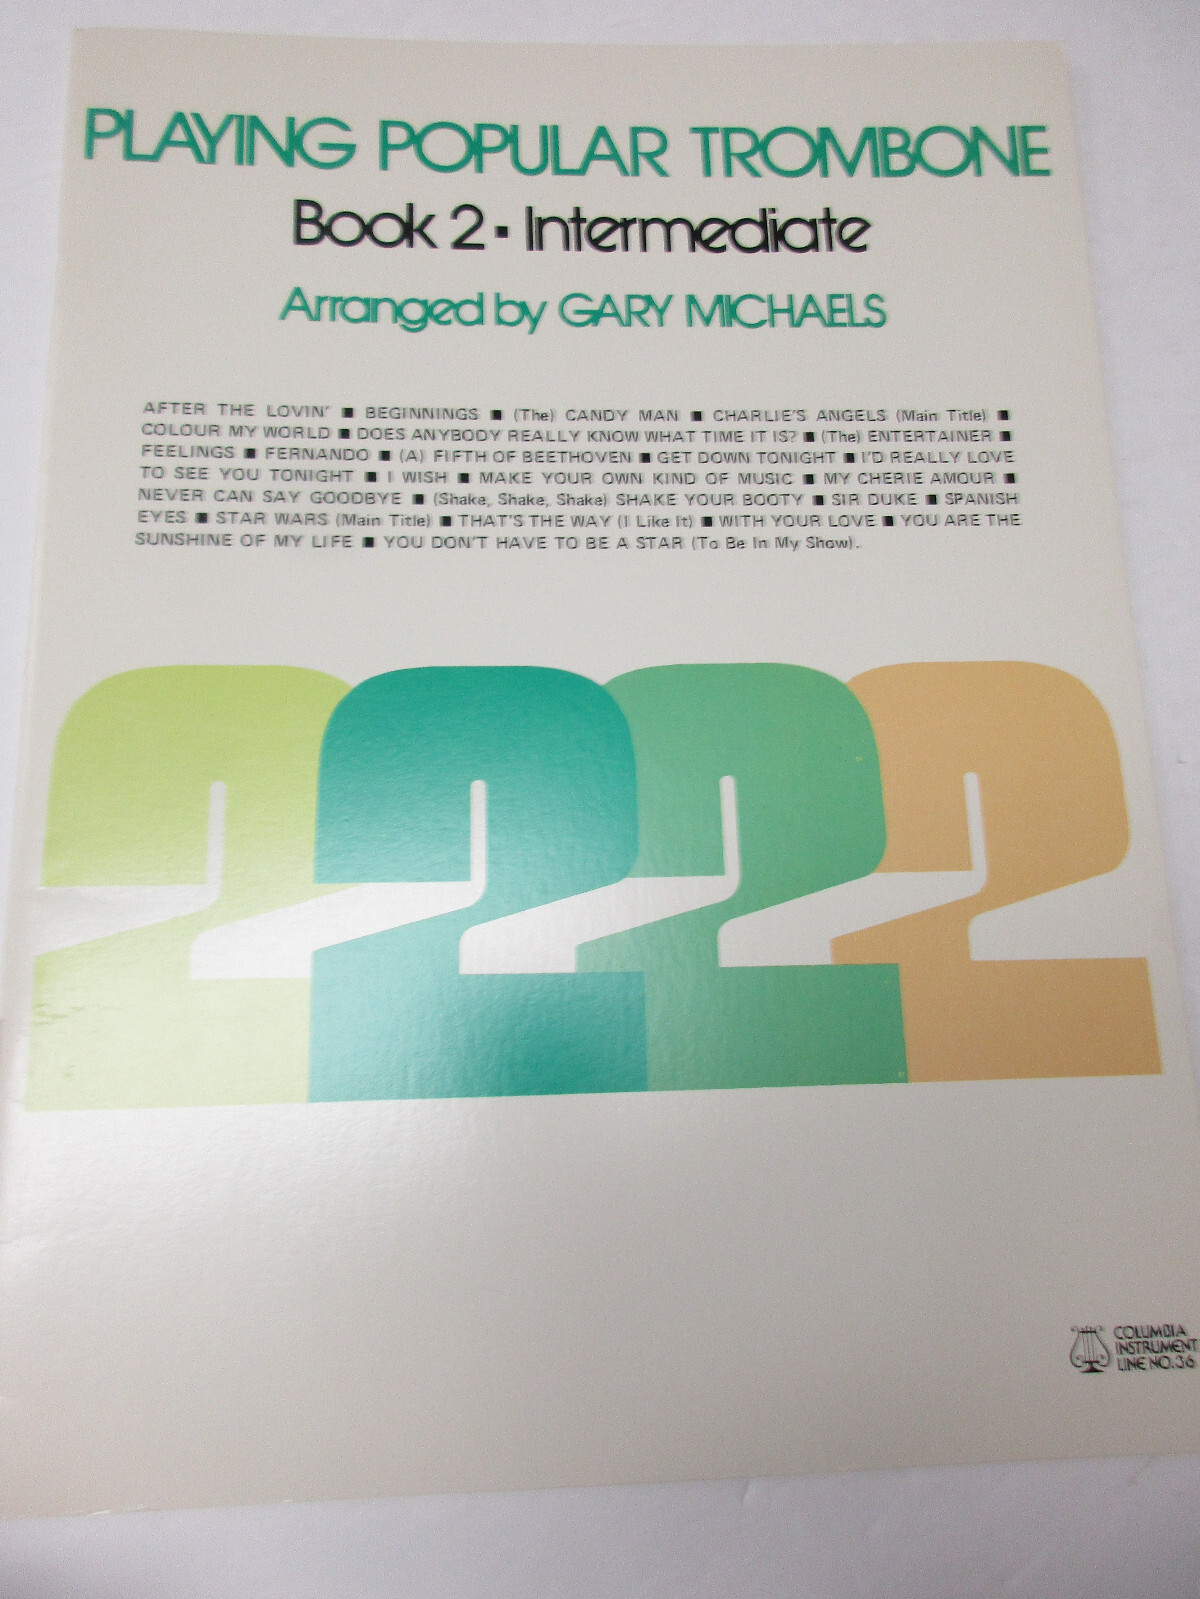 PLAYING POPULAR TROMBONE
Book 2 ▪ Intermediate
Arranged by GARY MICHAELS
AFTER THE LOVIN' ■ BEGINNINGS ■ (The) CANDY MAN ■ CHARLIE'S ANGELS (Main Title) ■
COLOUR MY WORLD ■ DOES ANYBODY REALLY KNOW WHAT TIME IT IS? ■ (The) ENTERTAINER ■
FEELINGS ■ FERNANDO ■ (A) FIFTH OF BEETHOVEN ■ GET DOWN TONIGHT ■ I'D REALLY LOVE
TO SEE YOU TONIGHT ■ I WISH ■ MAKE YOUR OWN KIND OF MUSIC ■ MY CHERIE AMOUR ■
NEVER CAN SAY GOODBYE ■ (Shake, Shake, Shake) SHAKE YOUR BOOTY ■ SIR DUKE ■ SPANISH
EYES ■ STAR WARS (Main Title) ■ THAT'S THE WAY (I Like It) ■ WITH YOUR LOVE ■ YOU ARE THE
SUNSHINE OF MY LIFE ■ YOU DON'T HAVE TO BE A STAR (To Be In My Show).
2222
COLUMBIA
INSTRUMENT
LINE NO.36